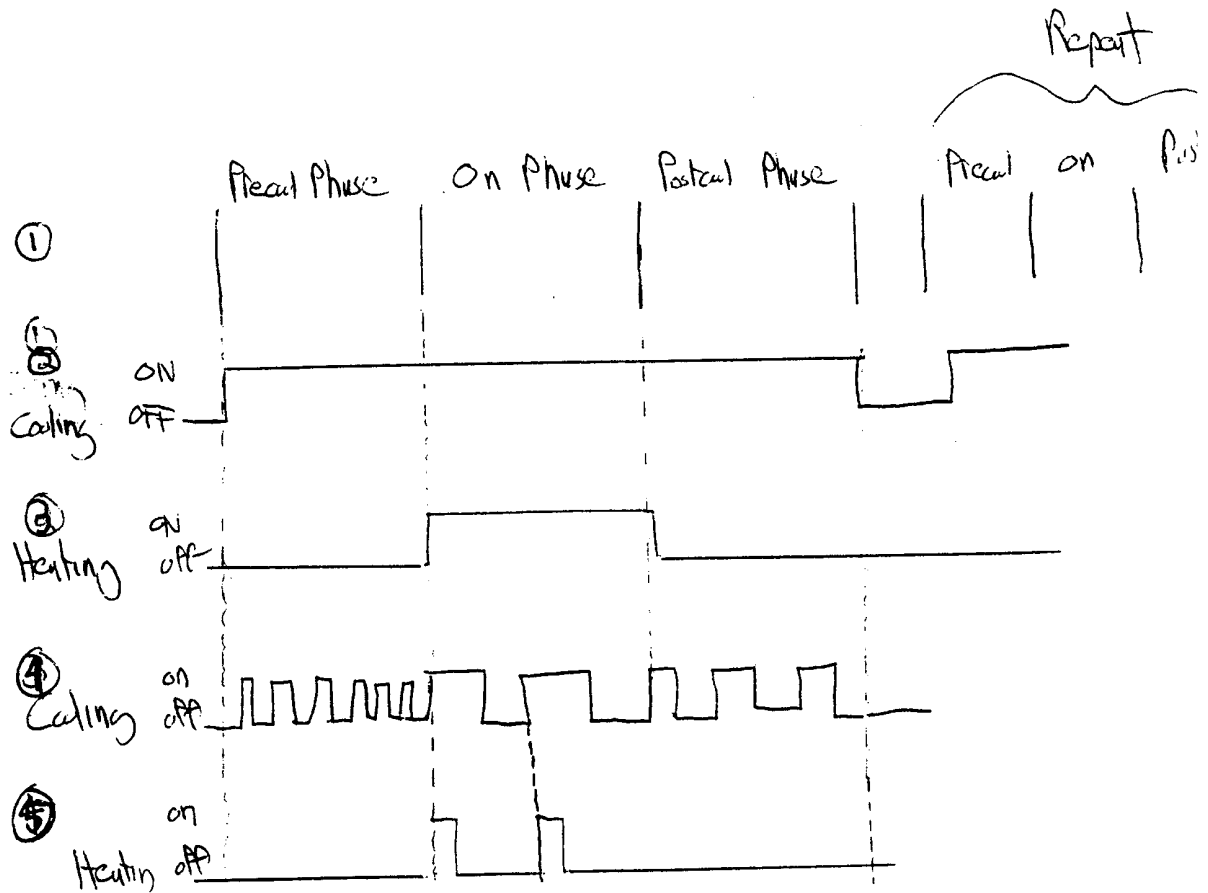 Repeat
Precool Phase On Phase Postcool Phase Precool on Pos
①
②
ON
Cooling OFF
③ ON
Heating off
④ on
Cooling off
⑤ on
Heatin off